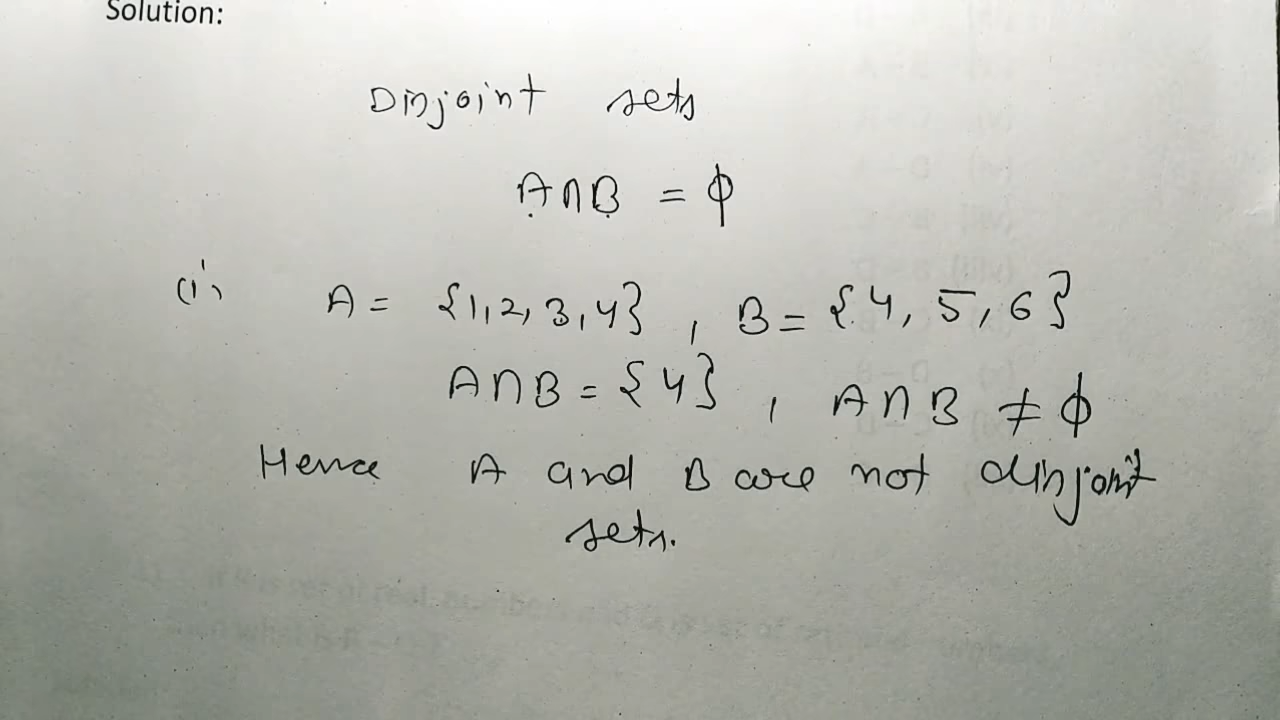 Solution:
Disjoint sets
A∩B = ϕ
(i) A = {1,2,3,4} , B = {4, 5, 6}
A∩B = {4} , A∩B ≠ ϕ
Hence A and B are not disjoint
sets.